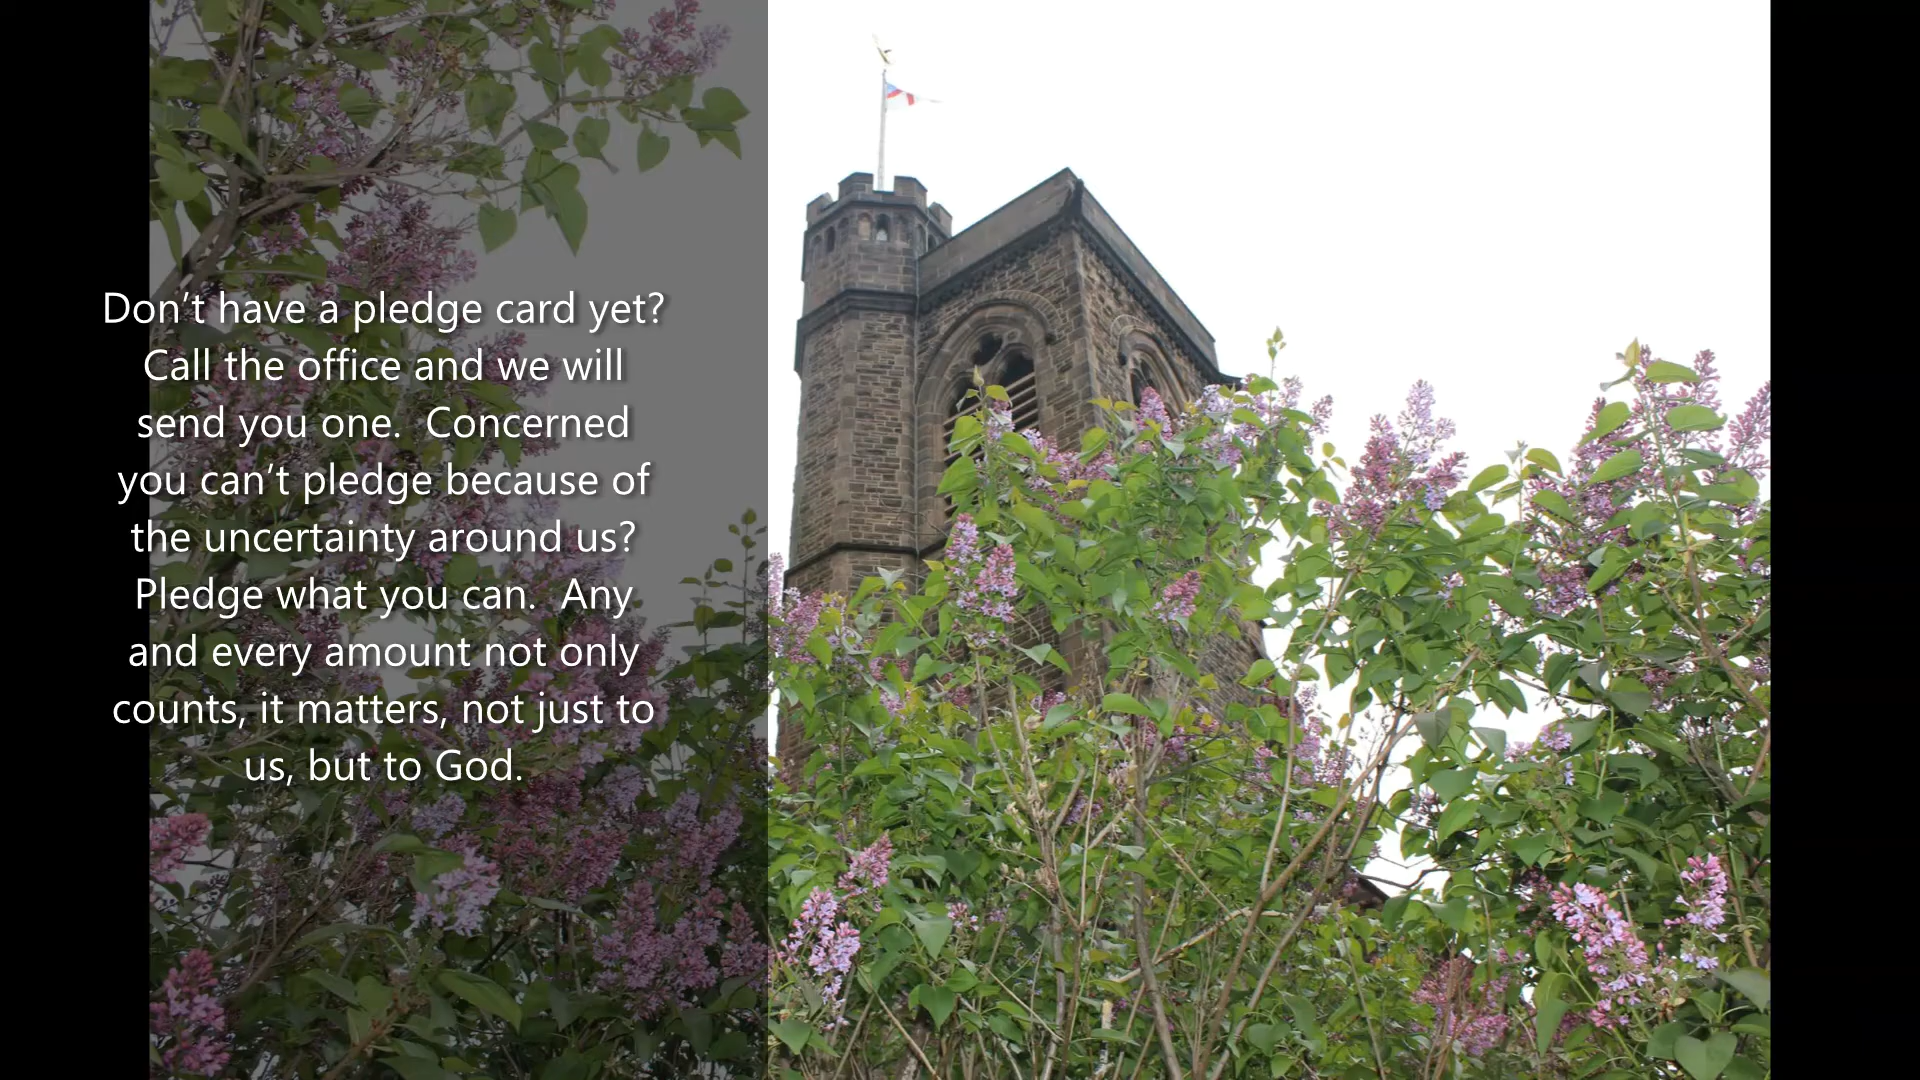 Don’t have a pledge card yet?
Call the office and we will
send you one.  Concerned
you can’t pledge because of
the uncertainty around us?
Pledge what you can.  Any
and every amount not only
counts, it matters, not just to
us, but to God.